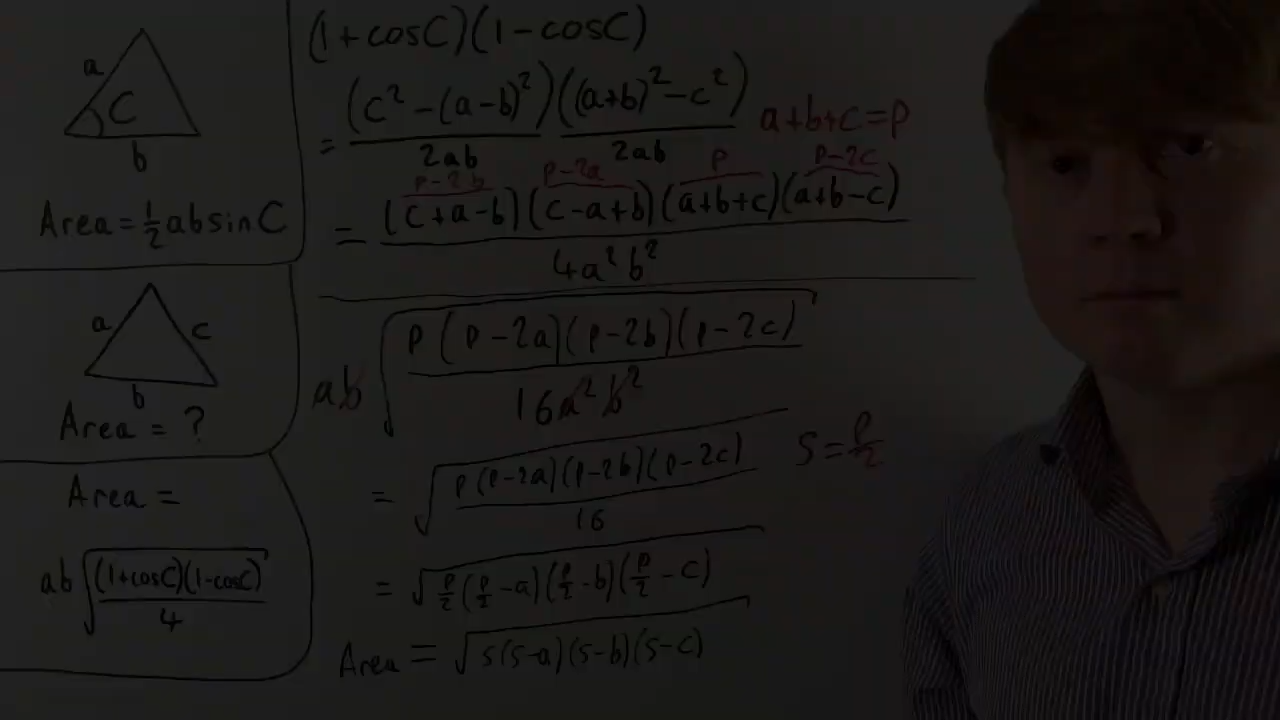 a
C
b
Area = ½ab sin C
a c
b
Area = ?
Area =
ab √((1+cosC)(1-cosC)/4)
(1+cosC)(1-cosC)
= (c² -(a-b)²)/2ab ((a+b)²-c²)/2ab
a+b+c=P
P-2b P-2a P P-2c
= (c+a-b)(c-a+b)(a+b+c)(a+b-c)/4a²b²
ab √(P(P-2a)(P-2b)(P-2c)/16a²b²)
= √(P(P-2a)(P-2b)(P-2c)/16)
S = P/2
= √(P/2(P/2-a)(P/2-b)(P/2-c))
Area = √(s(s-a)(s-b)(s-c))